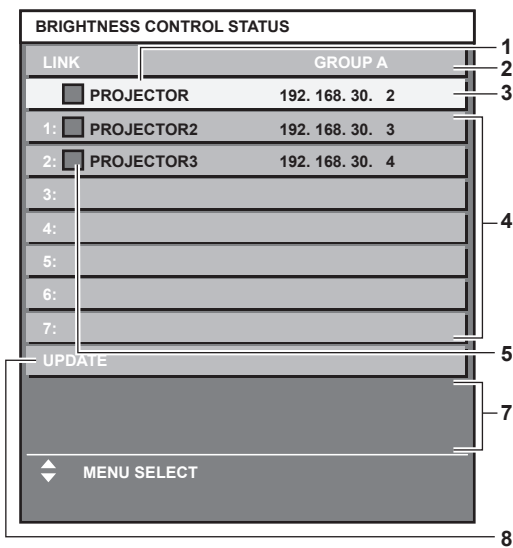 BRIGHTNESS CONTROL STATUS
1
LINK GROUP A
2
PROJECTOR 192. 168. 30. 2
3
1: PROJECTOR2 192. 168. 30. 3
2: PROJECTOR3 192. 168. 30. 4
3:
4:
4
5:
6:
7:
UPDATE
5
7
MENU SELECT
8